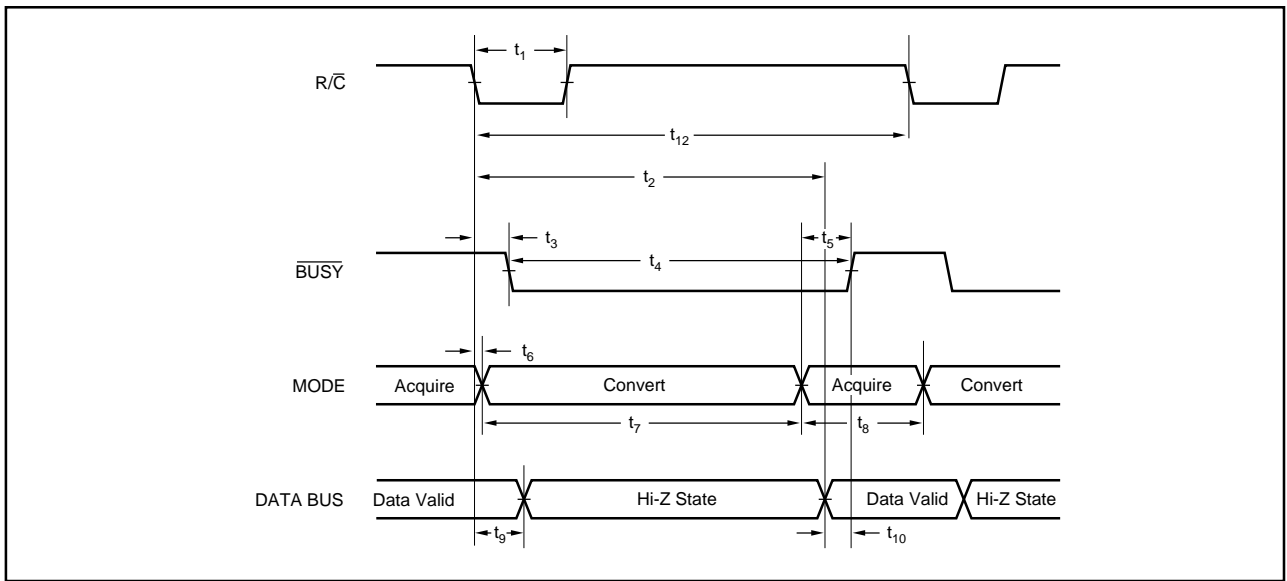 t1
R/C̅
t12
t2
t3
t5
B̅U̅S̅Y̅
t4
t6
MODE
Acquire
Convert
Acquire
Convert
t7
t8
DATA BUS
Data Valid
Hi-Z State
Data Valid
Hi-Z State
t9
t10